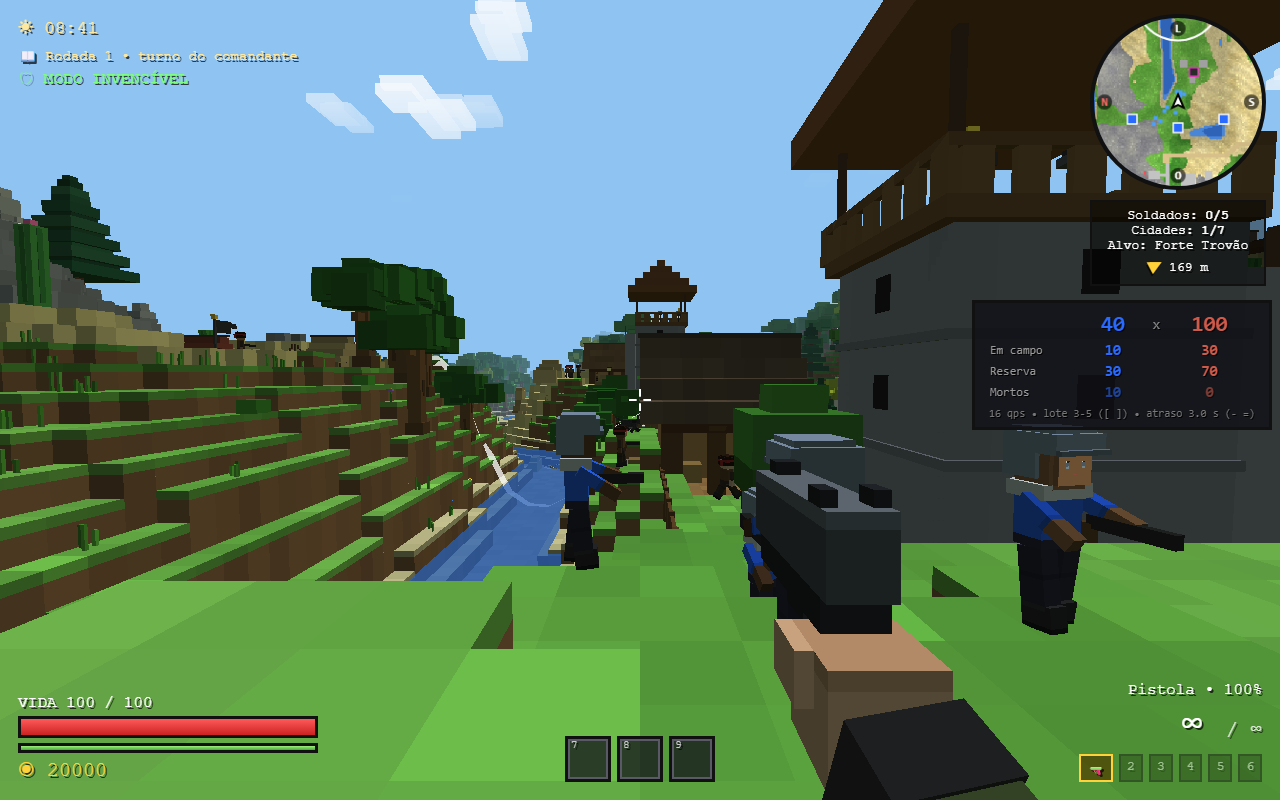 08:41
Rodada 1 • turno do comandante
MODO INVENCÍVEL
L
N
S
O
Soldados: 0/5
Cidades: 1/7
Alvo: Forte Trovão
169 m
40 x 100
Em campo 10 30
Reserva 30 70
Mortos 10 0
16 qps • lote 3-5 ([ ]) • atraso 3.0 s (- =)
VIDA 100 / 100
20000
7 8 9
Pistola • 100%
∞ / ∞
2 3 4 5 6